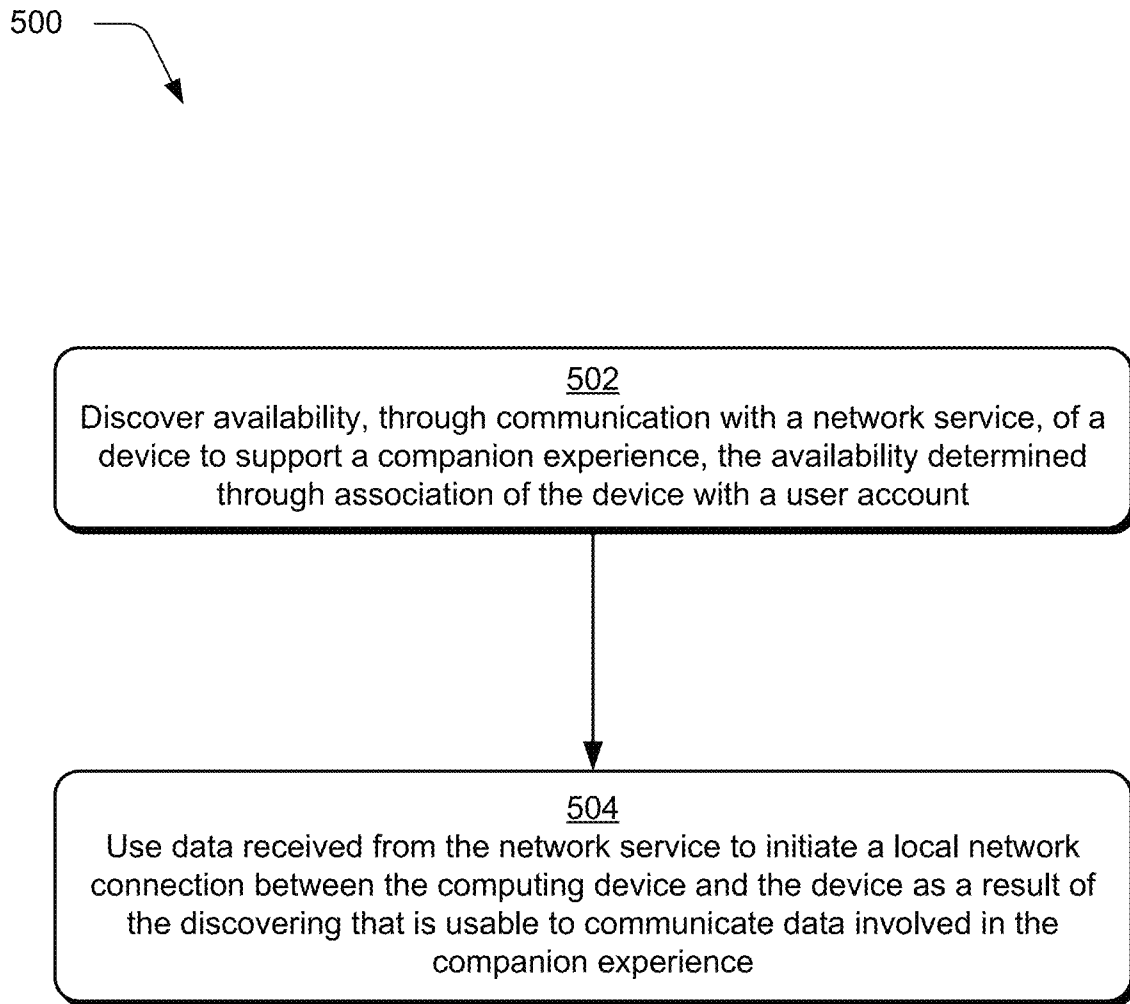 500
502
Discover availability, through communication with a network service, of a
device to support a companion experience, the availability determined
through association of the device with a user account
504
Use data received from the network service to initiate a local network
connection between the computing device and the device as a result of
the discovering that is usable to communicate data involved in the
companion experience